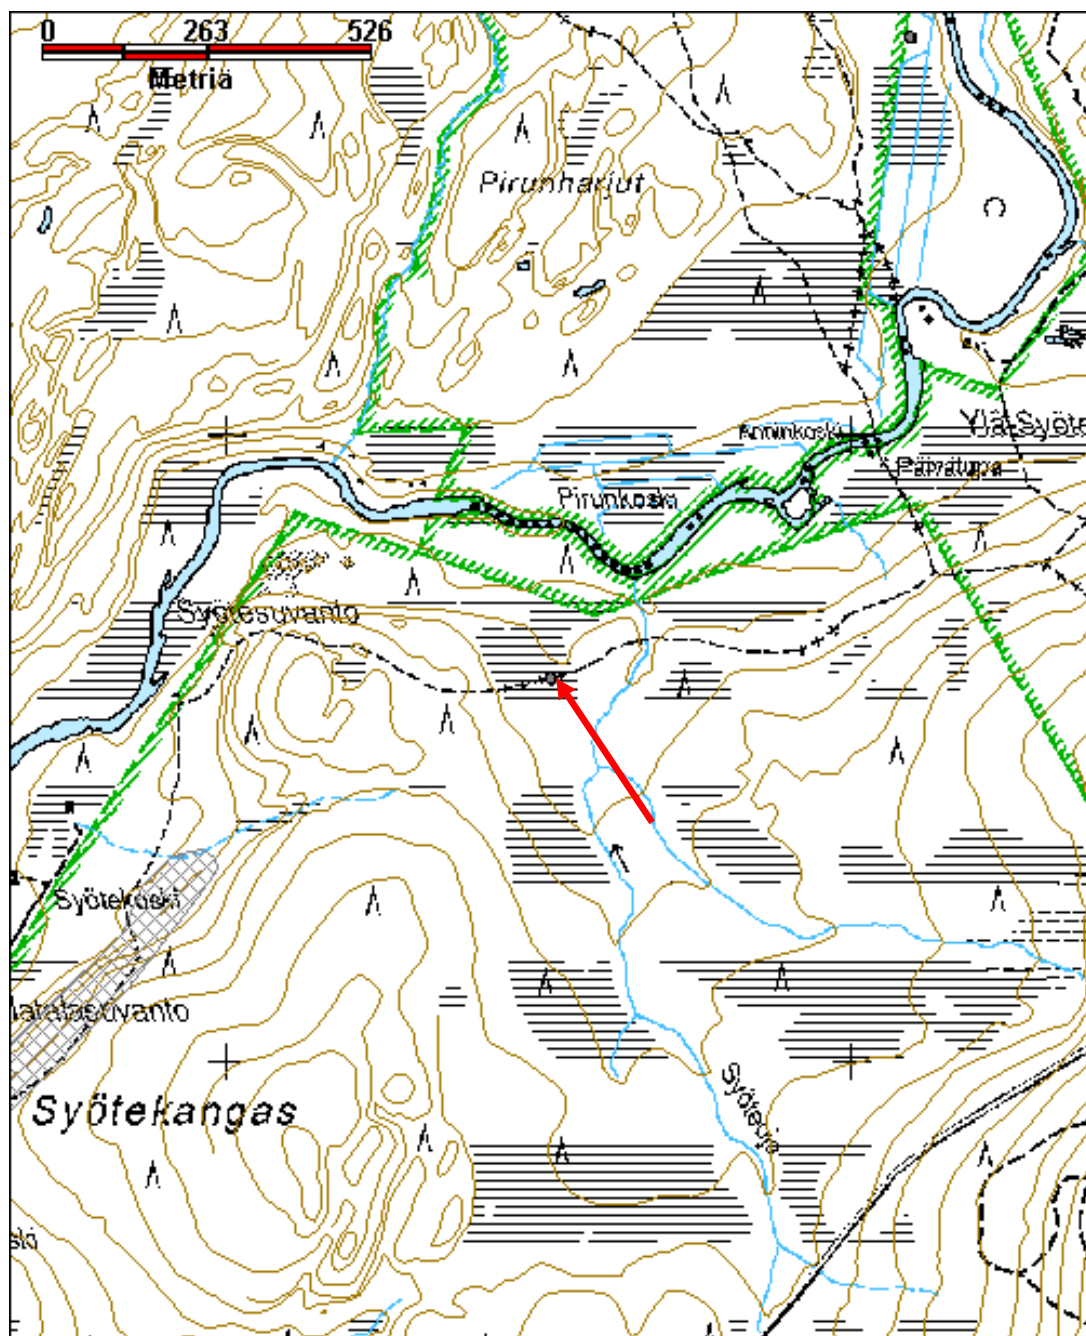 0 263 526
Metriä
Pirunharjut
Ylä-Syöte
Anninkoski
Päivätupa
Pirunkoski
Syötesuvanto
Syötekoski
Syötekangas
Syöteoja